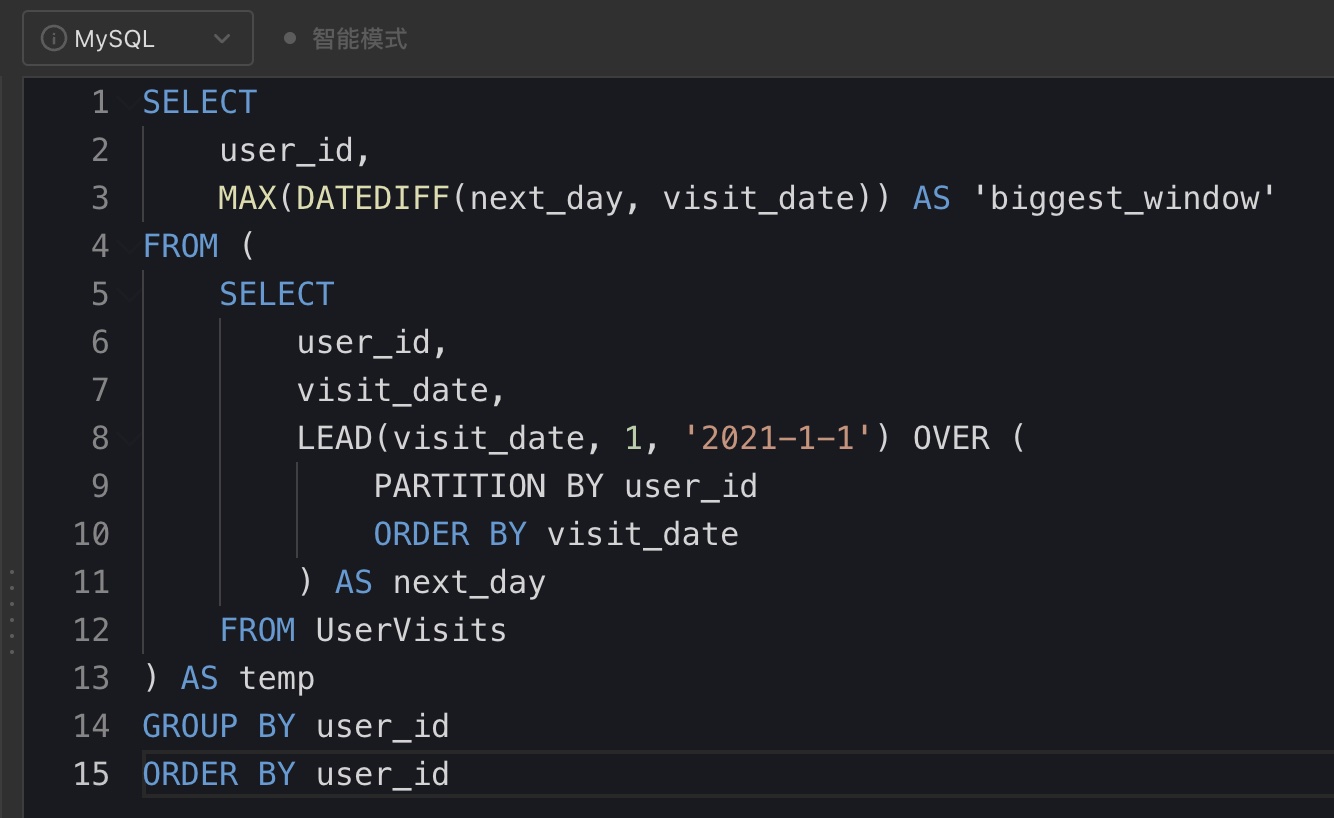 MySQL 智能模式
1 SELECT
2 user_id,
3 MAX(DATEDIFF(next_day, visit_date)) AS 'biggest_window'
4 FROM (
5 SELECT
6 user_id,
7 visit_date,
8 LEAD(visit_date, 1, '2021-1-1') OVER (
9 PARTITION BY user_id
10 ORDER BY visit_date
11 ) AS next_day
12 FROM UserVisits
13 ) AS temp
14 GROUP BY user_id
15 ORDER BY user_id